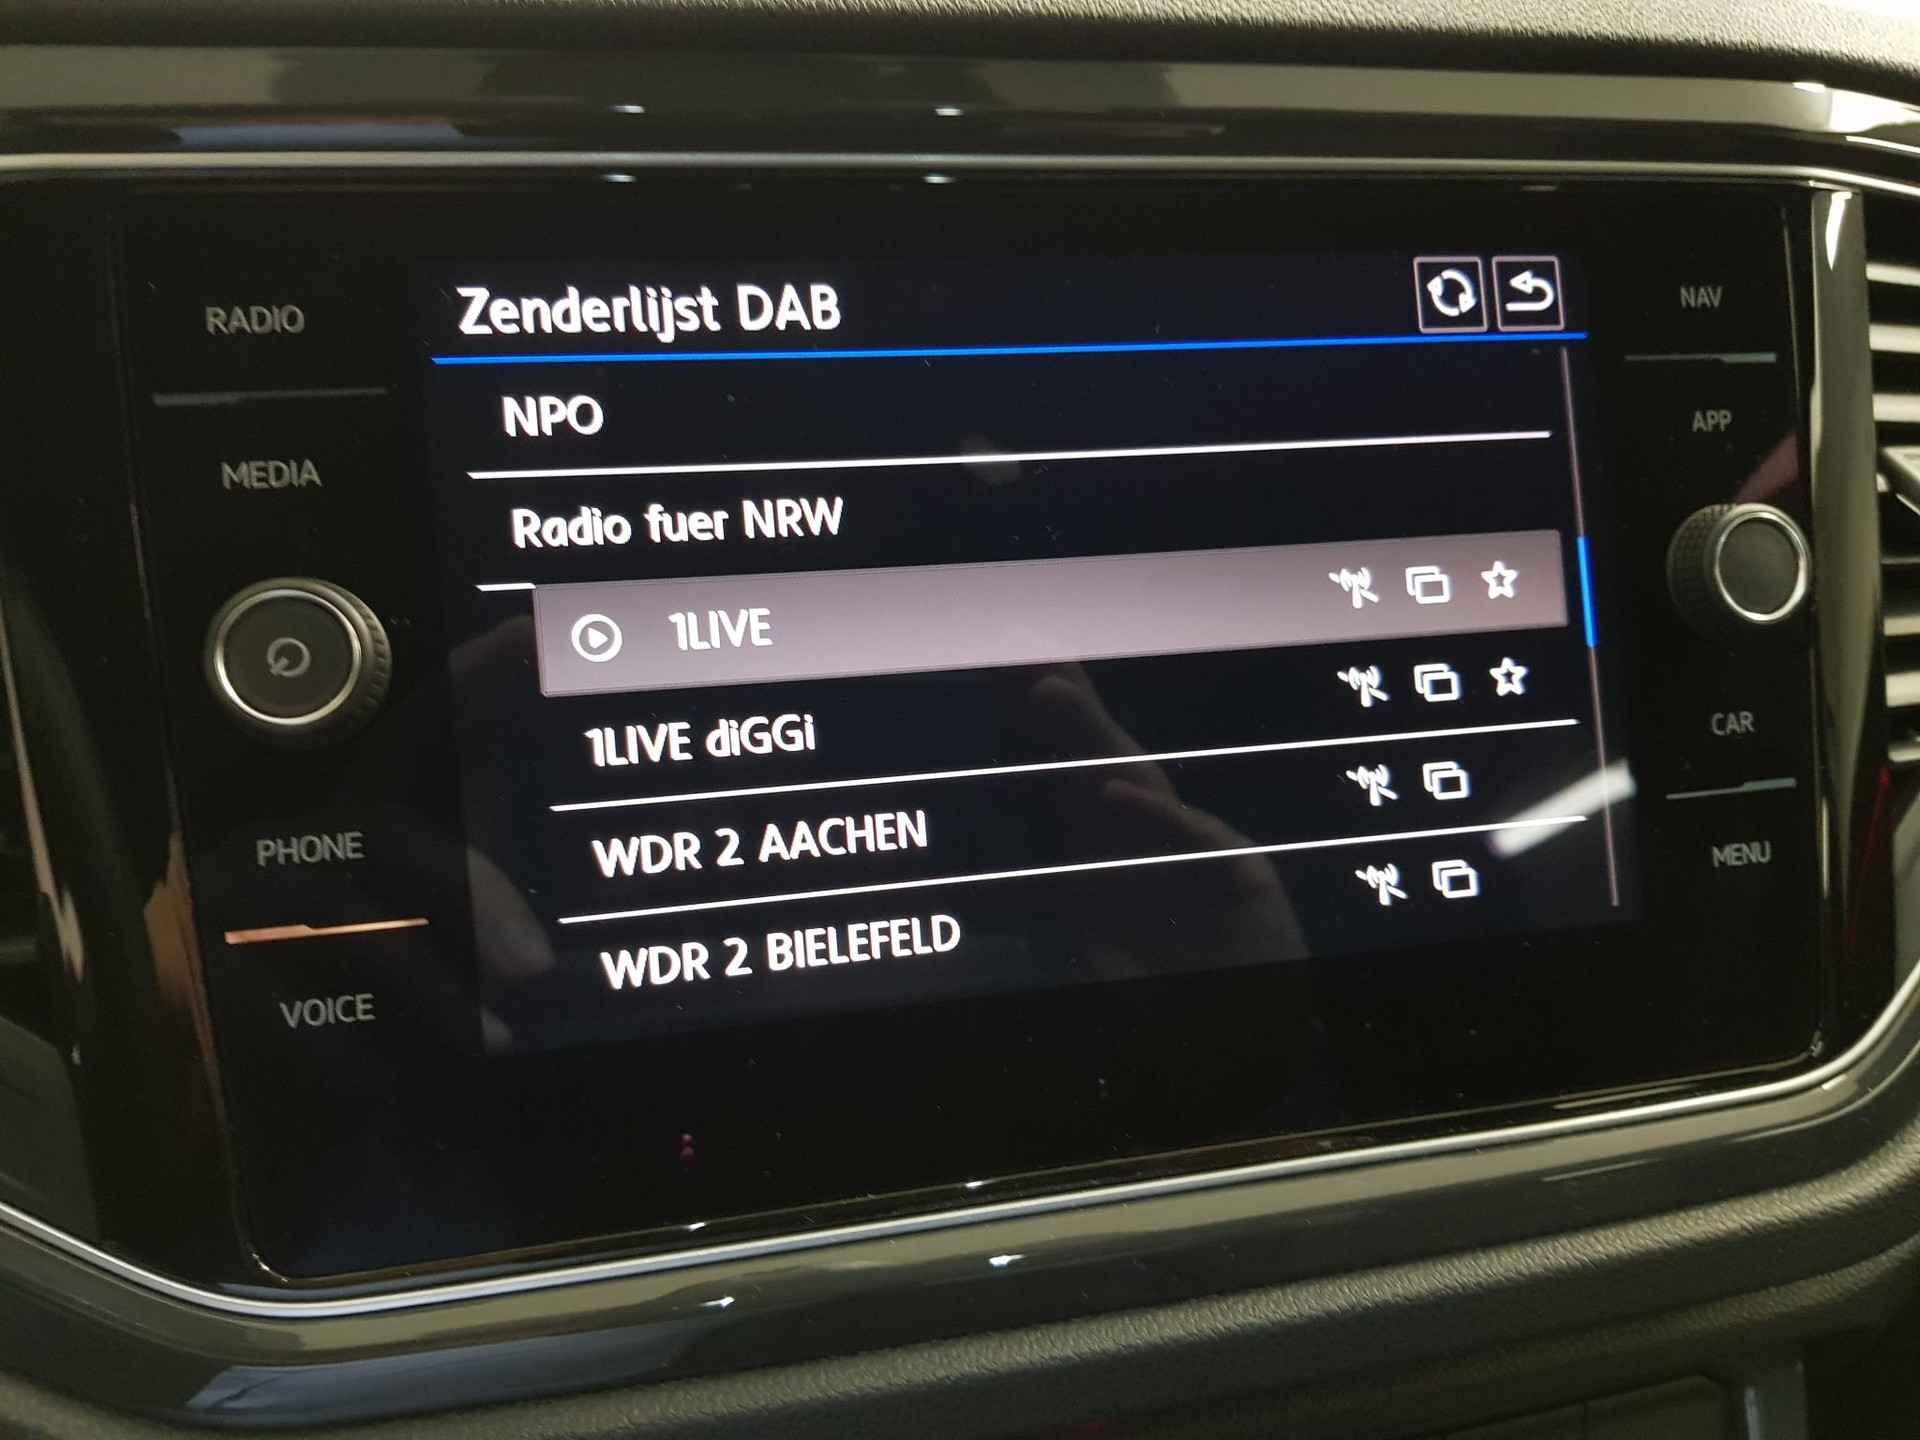 Zenderlijst DAB
RADIO
NAV
NPO
APP
MEDIA
Radio fuer NRW
1LIVE
1LIVE diGGi
CAR
PHONE
WDR 2 AACHEN
MENU
WDR 2 BIELEFELD
VOICE